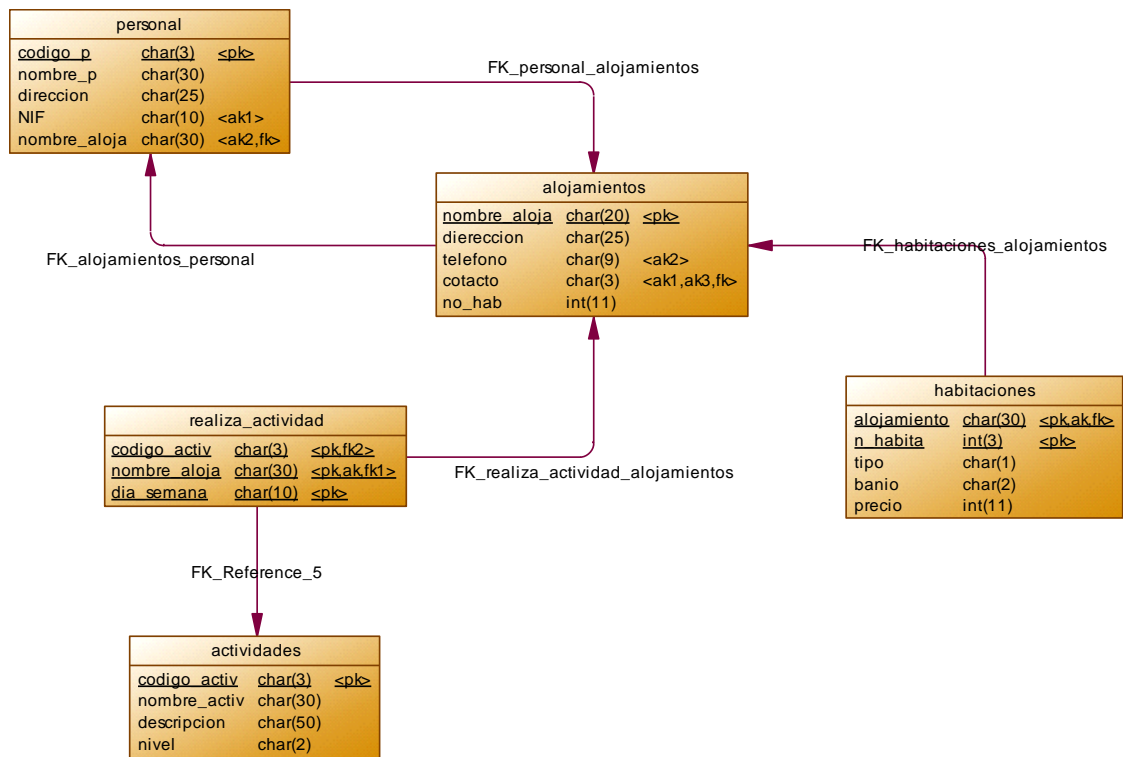 personal
codigo_p char(3) <pk>
nombre_p char(30)
direccion char(25)
NIF char(10) <ak1>
nombre_aloja char(30) <ak2,fk>
FK_personal_alojamientos
alojamientos
nombre_aloja char(20) <pk>
diereccion char(25)
telefono char(9) <ak2>
cotacto char(3) <ak1,ak3,fk>
no_hab int(11)
FK_alojamientos_personal
FK_habitaciones_alojamientos
habitaciones
alojamiento char(30) <pk,ak,fk>
n_habita int(3) <pk>
tipo char(1)
banio char(2)
precio int(11)
realiza_actividad
codigo_activ char(3) <pk,fk2>
nombre_aloja char(30) <pk,ak,fk1>
dia_semana char(10) <pk>
FK_realiza_actividad_alojamientos
FK_Reference_5
actividades
codigo_activ char(3) <pk>
nombre_activ char(30)
descripcion char(50)
nivel char(2)